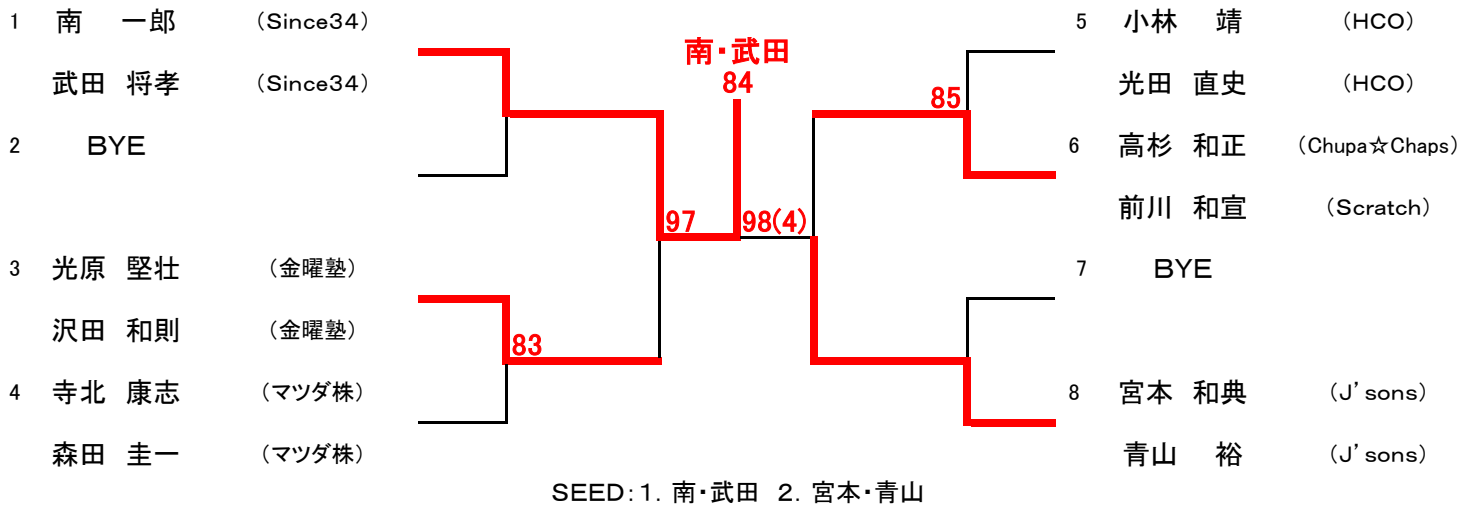 1 南 一郎 (Since34)
武田 将孝 (Since34)
2 BYE
3 光原 堅壮 (金曜塾)
沢田 和則 (金曜塾)
4 寺北 康志 (マツダ株)
森田 圭一 (マツダ株)
南・武田
84
97
98(4)
83
85
5 小林 靖 (HCO)
光田 直史 (HCO)
6 高杉 和正 (Chupa☆Chaps)
前川 和宣 (Scratch)
7 BYE
8 宮本 和典 (J'sons)
青山 裕 (J'sons)
SEED:1. 南・武田 2. 宮本・青山